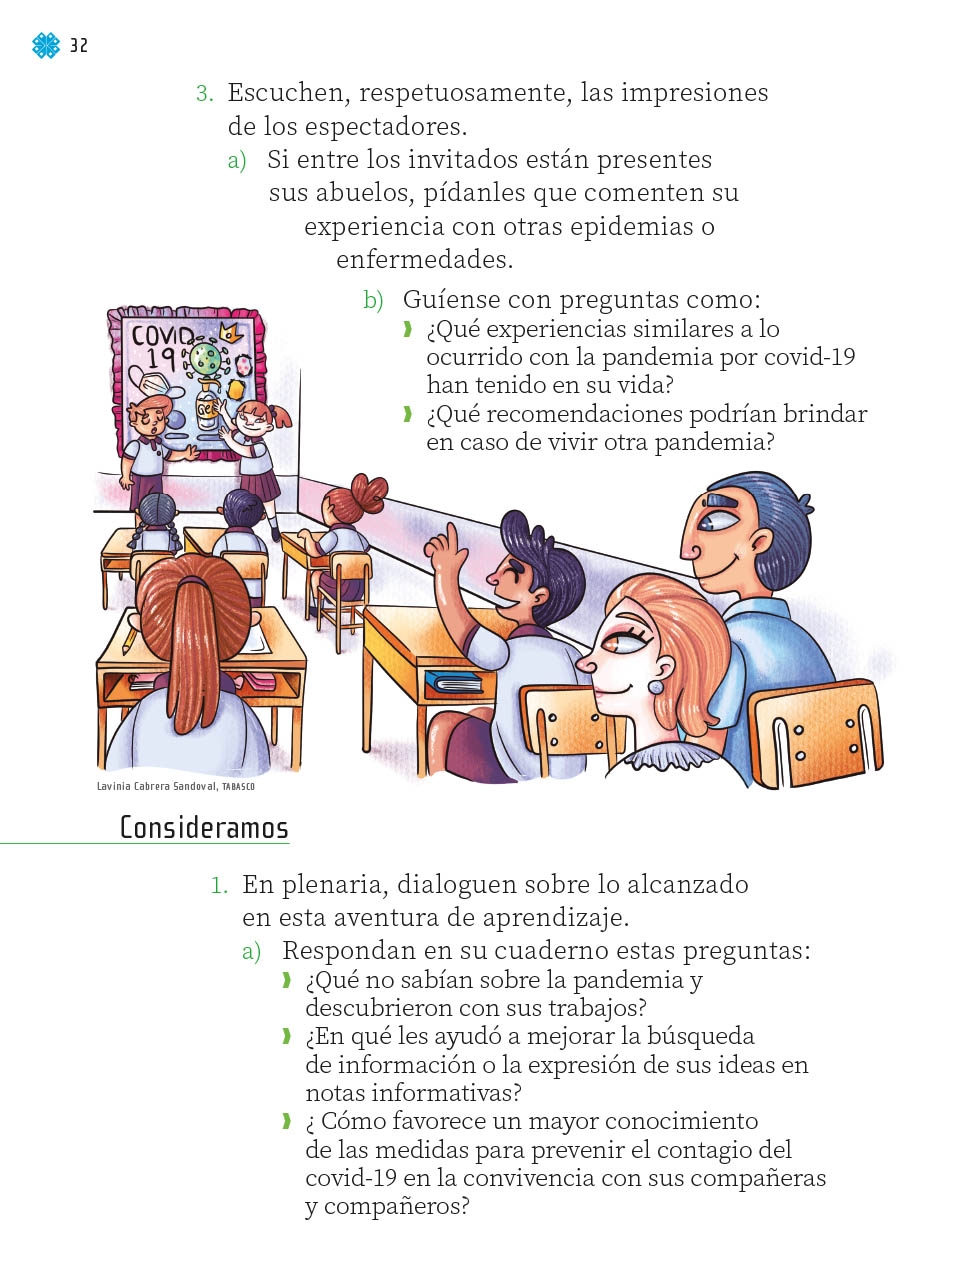 32
3. Escuchen, respetuosamente, las impresiones
de los espectadores.
a) Si entre los invitados están presentes
sus abuelos, pídanles que comenten su
experiencia con otras epidemias o
enfermedades.
b) Guíense con preguntas como:
¿Qué experiencias similares a lo
ocurrido con la pandemia por covid-19
han tenido en su vida?
¿Qué recomendaciones podrían brindar
en caso de vivir otra pandemia?
COVID
19
Gel
Lavinia Cabrera Sandoval, TABASCO
Consideramos
1. En plenaria, dialoguen sobre lo alcanzado
en esta aventura de aprendizaje.
a) Respondan en su cuaderno estas preguntas:
¿Qué no sabían sobre la pandemia y
descubrieron con sus trabajos?
¿En qué les ayudó a mejorar la búsqueda
de información o la expresión de sus ideas en
notas informativas?
¿ Cómo favorece un mayor conocimiento
de las medidas para prevenir el contagio del
covid-19 en la convivencia con sus compañeras
y compañeros?